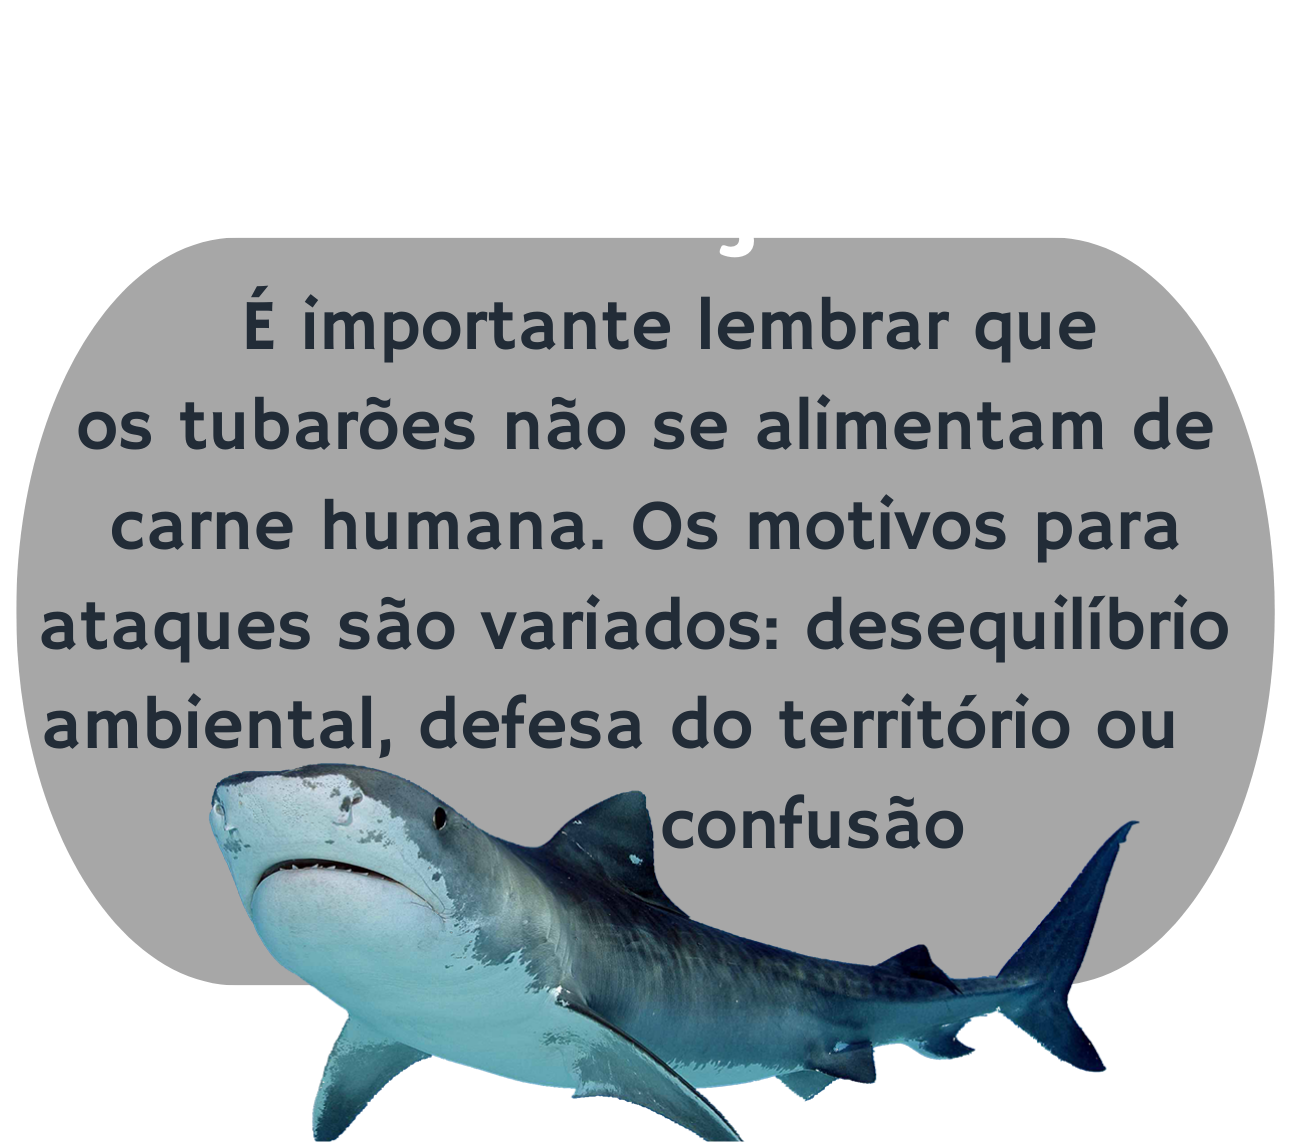 É importante lembrar que
os tubarões não se alimentam de
carne humana. Os motivos para
ataques são variados: desequilíbrio
ambiental, defesa do território ou
confusão